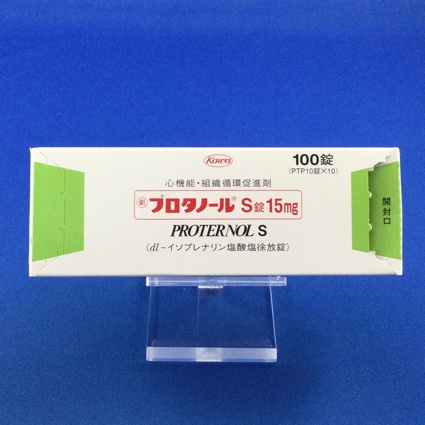 Kowa
100錠
(PTP10錠×10)
心機能・組織循環促進剤
劇 プロタノール® S錠15mg
PROTERNOL S
(dl-イソプレナリン塩酸塩徐放錠)
開封口